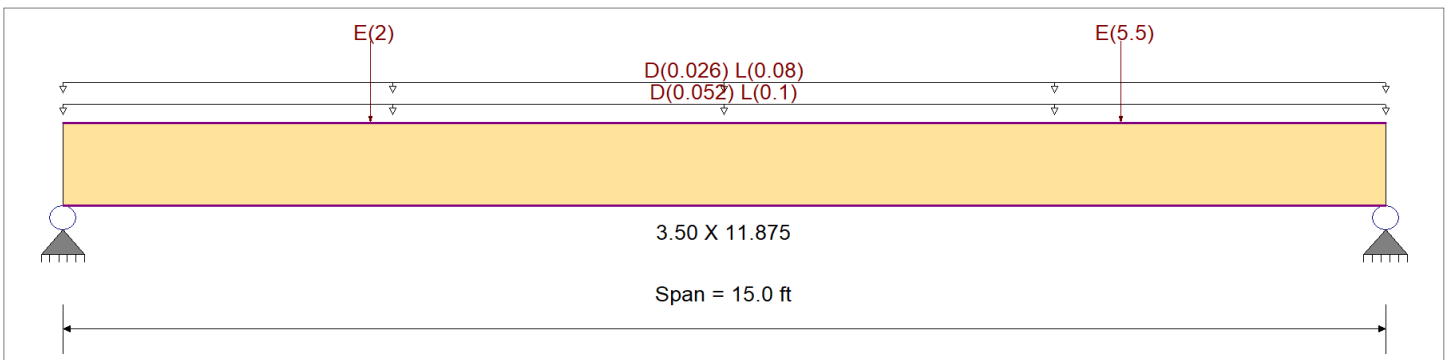 E(2) E(5.5)
D(0.026) L(0.08)
D(0.052) L(0.1)
3.50 X 11.875
Span = 15.0 ft